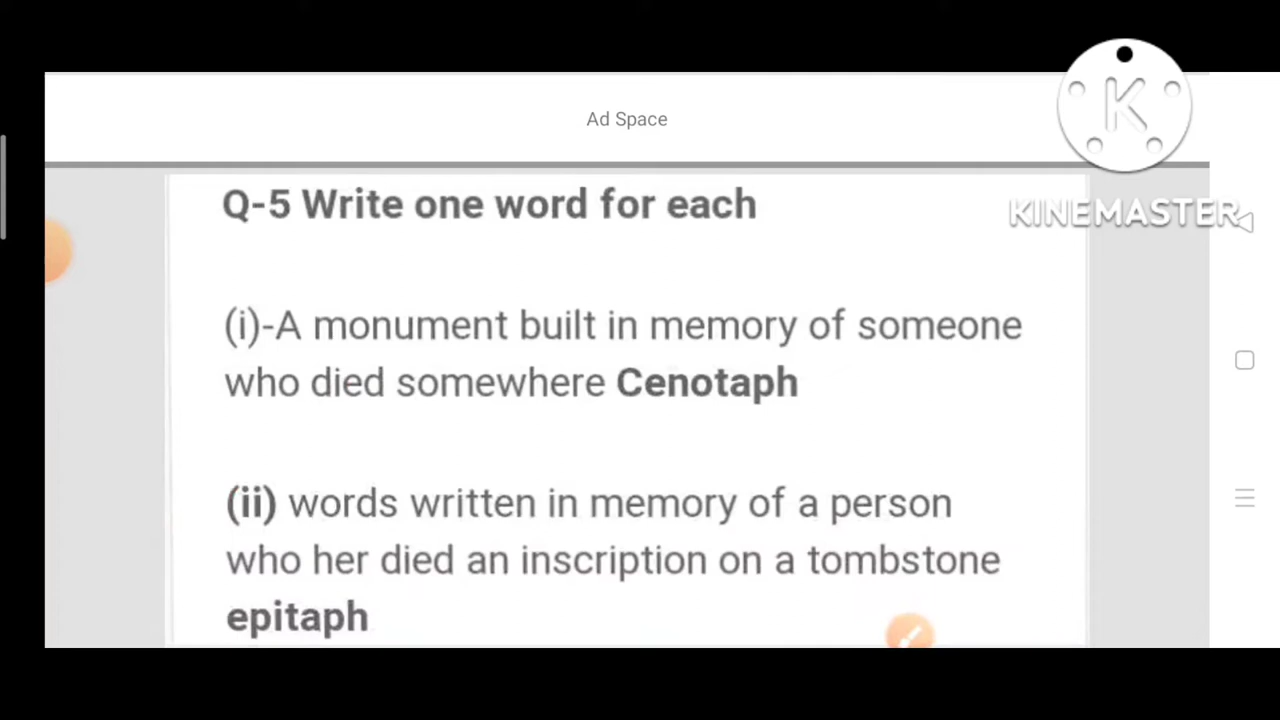 Ad Space
K
KINEMASTER
Q-5 Write one word for each
(i)-A monument built in memory of someone
who died somewhere Cenotaph
(ii) words written in memory of a person
who her died an inscription on a tombstone
epitaph